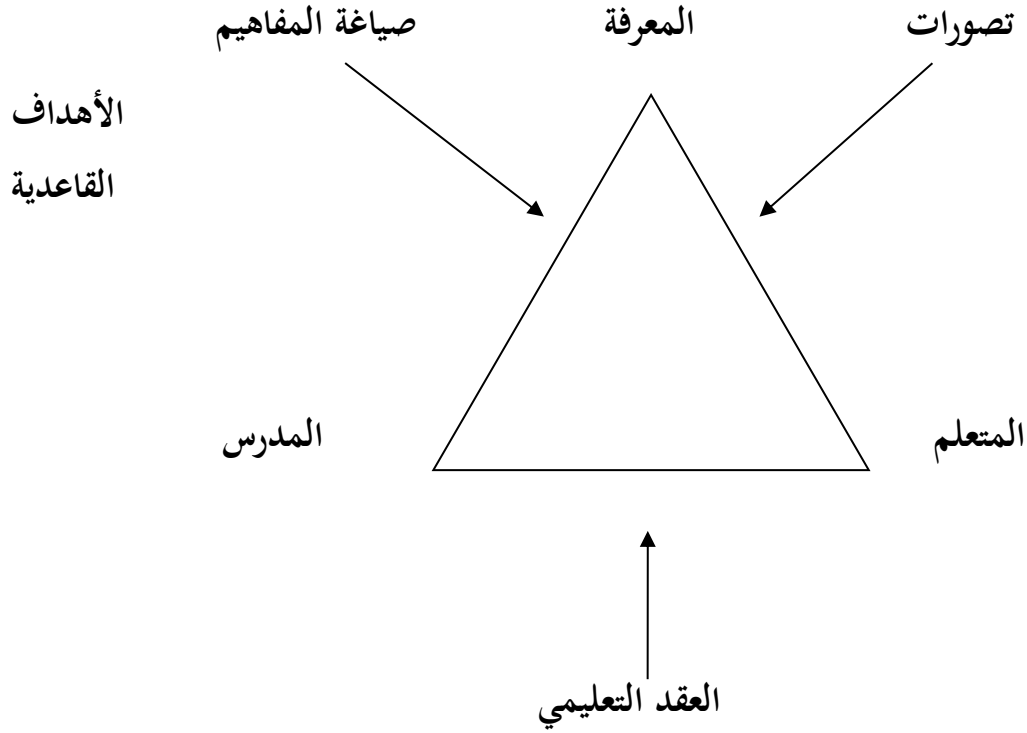 تصورات
المعرفة
صياغة المفاهيم
الأهداف
القاعدية
المتعلم
المدرس
العقد التعليمي